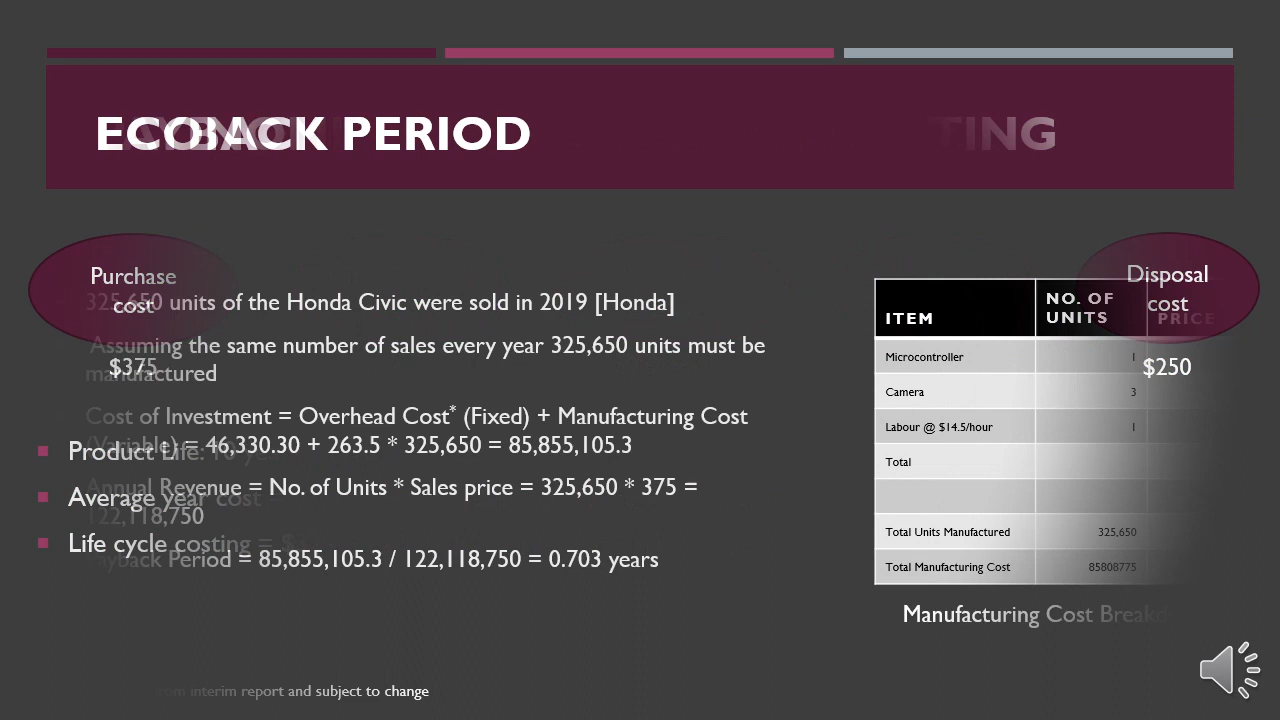 BACK PERIOD
TING
Purchase
cost
$375
325,650 units of the Honda Civic were sold in 2019 [Honda]
Assuming the same number of sales every year 325,650 units must be
manufactured
Cost of Investment = Overhead Cost* (Fixed) + Manufacturing Cost
(Variable) = 46,330.30 + 263.5 * 325,650 = 85,855,105.3
Annual Revenue = No. of Units * Sales price = 325,650 * 375 =
122,118,750
Payback Period = 85,855,105.3 / 122,118,750 = 0.703 years
Product Life:
Average year cost
Life cycle costing =
Disposal
cost
$250
ITEM NO. OF UNITS PRICE
Microcontroller 1
Camera 3
Labour @ $14.5/hour 1
Total
Total Units Manufactured 325,650
Total Manufacturing Cost 85808775
Manufacturing Cost
interim report and subject to change